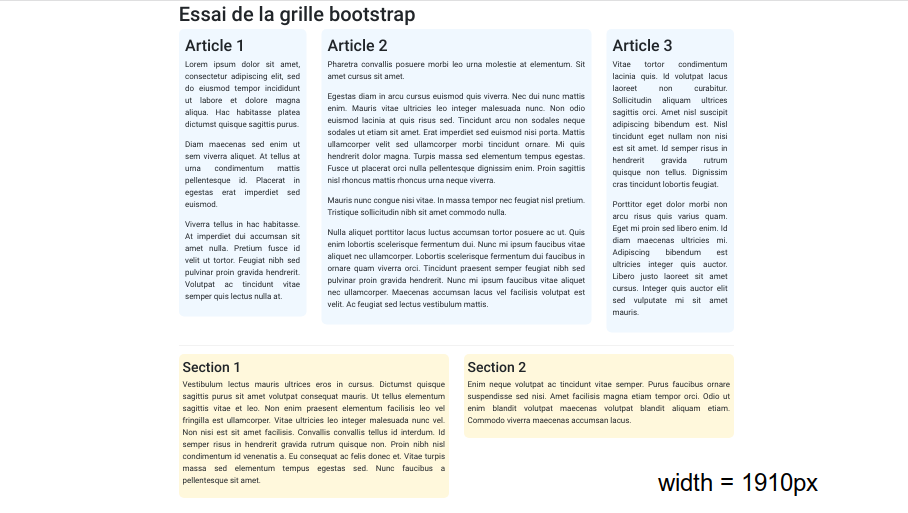 Essai de la grille bootstrap
Article 1
Lorem ipsum dolor sit amet,
consectetur adipiscing elit, sed
do eiusmod tempor incididunt
ut labore et dolore magna
aliqua. Hac habitasse platea
dictumst quisque sagittis purus.
Diam maecenas sed enim ut
sem viverra aliquet. At tellus at
urna condimentum mattis
pellentesque id. Placerat in
egestas erat imperdiet sed
euismod.
Viverra tellus in hac habitasse.
At imperdiet dui accumsan sit
amet nulla. Pretium fusce id
velit ut tortor. Feugiat nibh sed
pulvinar proin gravida hendrerit.
Volutpat ac tincidunt vitae
semper quis lectus nulla at.
Article 2
Pharetra convallis posuere morbi leo urna molestie at elementum. Sit
amet cursus sit amet.
Egestas diam in arcu cursus euismod quis viverra. Nec dui nunc mattis
enim. Mauris vitae ultricies leo integer malesuada nunc. Non odio
euismod lacinia at quis risus sed. Tincidunt arcu non sodales neque
sodales ut etiam sit amet. Erat imperdiet sed euismod nisi porta. Mattis
ullamcorper velit sed ullamcorper morbi tincidunt ornare. Mi quis
hendrerit dolor magna. Turpis massa sed elementum tempus egestas.
Fusce ut placerat orci nulla pellentesque dignissim enim. Proin sagittis
nisl rhoncus mattis rhoncus urna neque viverra.
Mauris nunc congue nisi vitae. In massa tempor nec feugiat nisl pretium.
Tristique sollicitudin nibh sit amet commodo nulla.
Nulla aliquet porttitor lacus luctus accumsan tortor posuere ac ut. Quis
enim lobortis scelerisque fermentum dui. Nunc mi ipsum faucibus vitae
aliquet nec ullamcorper. Lobortis scelerisque fermentum dui faucibus in
ornare quam viverra orci. Tincidunt praesent semper feugiat nibh sed
pulvinar proin gravida hendrerit. Nunc mi ipsum faucibus vitae aliquet
nec ullamcorper. Maecenas accumsan lacus vel facilisis volutpat est
velit. Ac feugiat sed lectus vestibulum mattis.
Article 3
Vitae tortor condimentum
lacinia quis. Id volutpat lacus
laoreet non curabitur.
Sollicitudin aliquam ultrices
sagittis orci. Amet nisl suscipit
adipiscing bibendum est. Nisl
tincidunt eget nullam non nisi
est sit amet. Id semper risus in
hendrerit gravida rutrum
quisque non tellus. Dignissim
cras tincidunt lobortis feugiat.
Porttitor eget dolor morbi non
arcu risus quis varius quam.
Eget mi proin sed libero enim. Id
diam maecenas ultricies mi.
Adipiscing bibendum est
ultricies integer quis auctor.
Libero justo laoreet sit amet
cursus. Integer quis auctor elit
sed vulputate mi sit amet
mauris.
Section 1
Vestibulum lectus mauris ultrices eros in cursus. Dictumst quisque
sagittis purus sit amet volutpat consequat mauris. Ut tellus elementum
sagittis vitae et leo. Non enim praesent elementum facilisis leo vel
fringilla est ullamcorper. Vitae ultricies leo integer malesuada nunc vel.
Non nisi est sit amet facilisis. Convallis convallis tellus id interdum. Id
semper risus in hendrerit gravida rutrum quisque non. Proin nibh nisl
condimentum id venenatis a. Eu consequat ac felis donec et. Vitae turpis
massa sed elementum tempus egestas sed. Nunc faucibus a
pellentesque sit amet.
Section 2
Enim neque volutpat ac tincidunt vitae semper. Purus faucibus ornare
suspendisse sed nisi. Amet facilisis magna etiam tempor orci. Odio ut
enim blandit volutpat maecenas volutpat blandit aliquam etiam.
Commodo viverra maecenas accumsan lacus.
width = 1910px